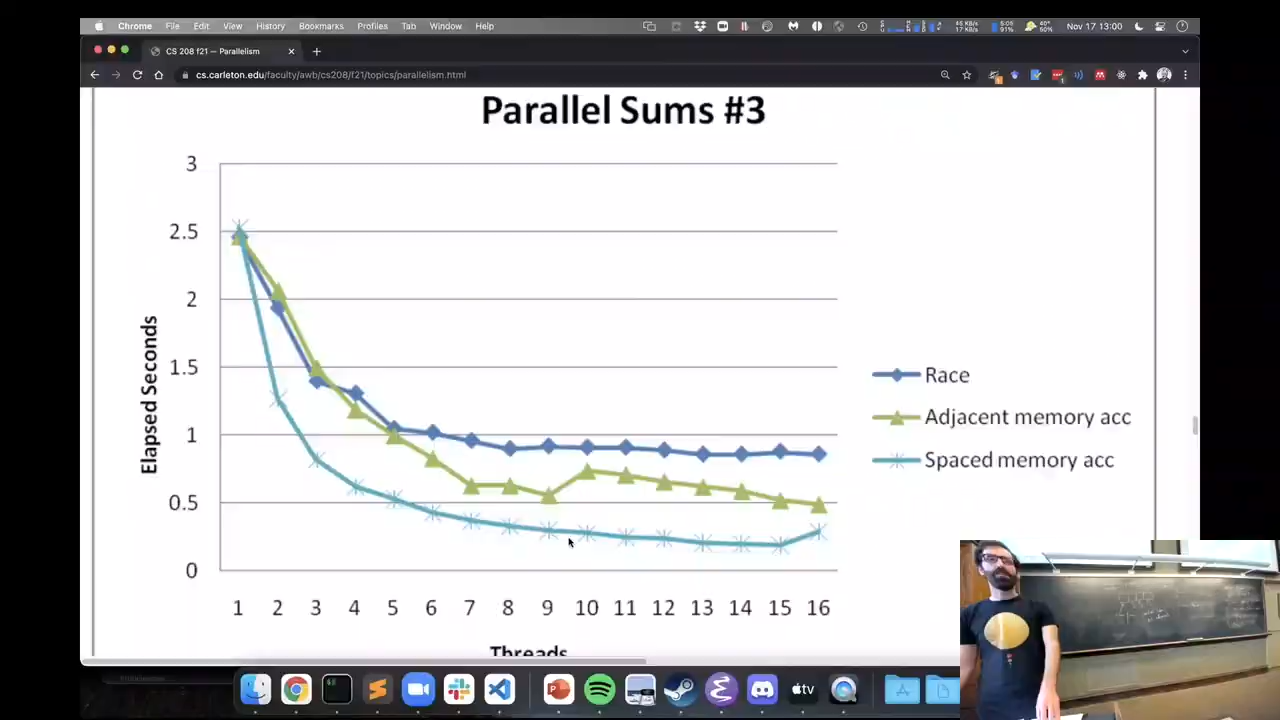 Chrome File Edit View History Bookmarks Profiles Tab Window Help
Nov 17 13:00
CS 208 f21 — Parallelism
cs.carleton.edu/faculty/awb/cs208/f21/topics/parallelism.html
Parallel Sums #3
3
2.5
2
1.5
1
0.5
0
Elapsed Seconds
1 2 3 4 5 6 7 8 9 10 11 12 13 14 15 16
Threads
Race
Adjacent memory acc
Spaced memory acc
tv